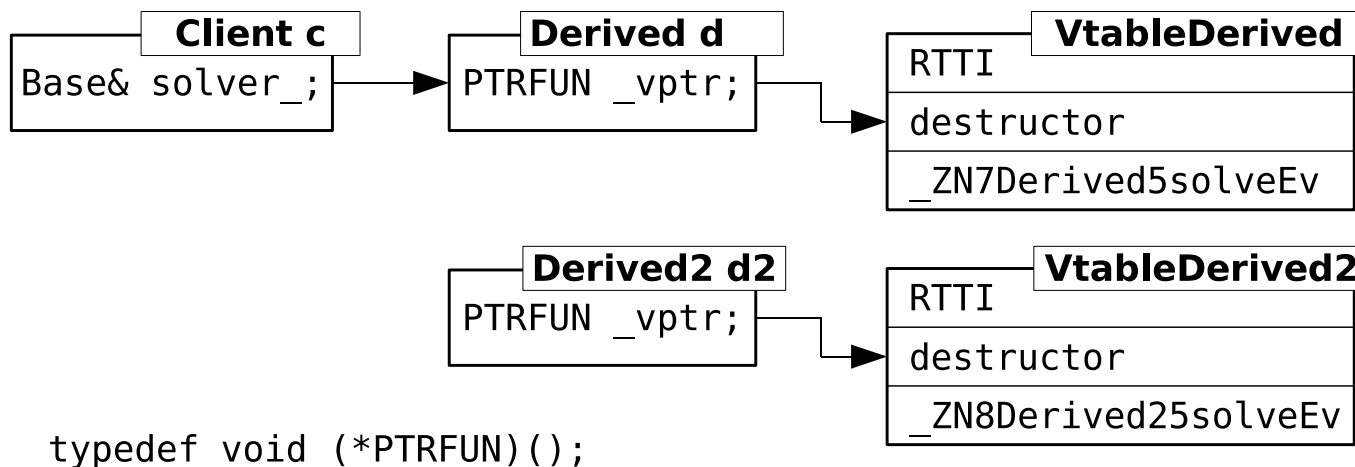 Client c
Base& solver_;
Derived d
PTRFUN _vptr;
VtableDerived
RTTI
destructor
_ZN7Derived5solveEv
Derived2 d2
PTRFUN _vptr;
VtableDerived2
RTTI
destructor
_ZN8Derived25solveEv
typedef void (*PTRFUN)();